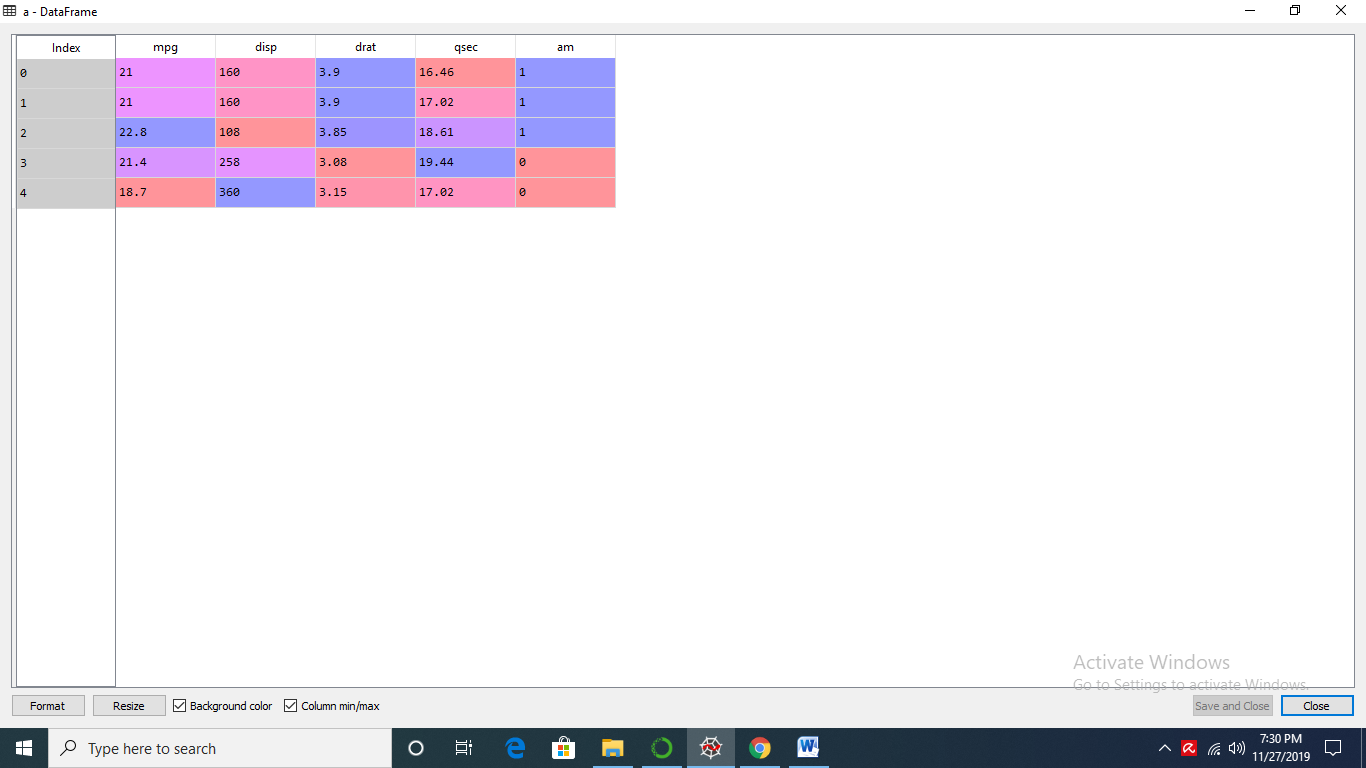 a - DataFrame
Index mpg disp drat qsec am
0 21 160 3.9 16.46 1
1 21 160 3.9 17.02 1
2 22.8 108 3.85 18.61 1
3 21.4 258 3.08 19.44 0
4 18.7 360 3.15 17.02 0
Activate Windows
Go to Settings to activate Windows.
Format Resize Background color Column min/max Save and Close Close
Type here to search
7:30 PM
11/27/2019